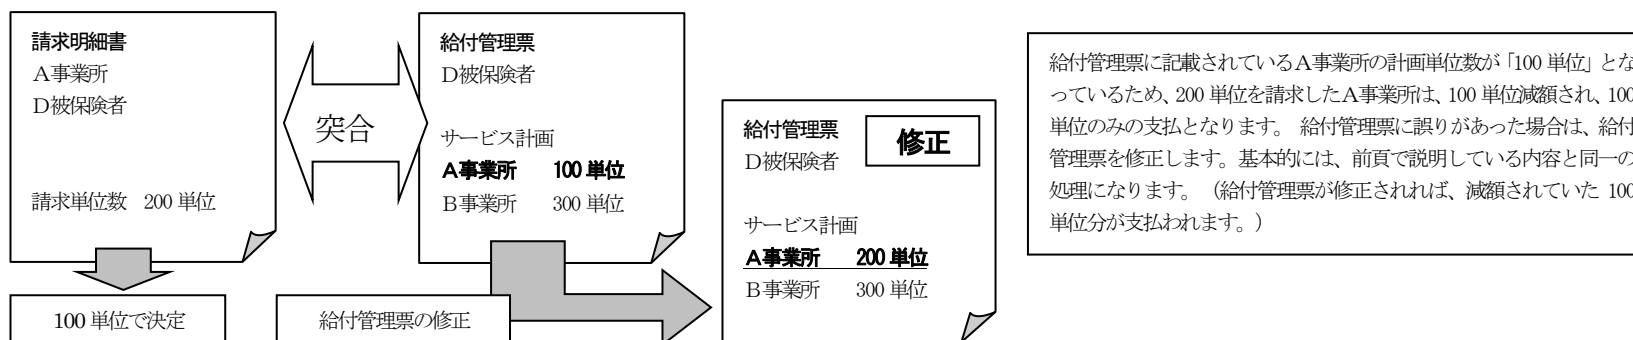 請求明細書
A事業所
D被保険者
請求単位数 200 単位
突合
給付管理票
D被保険者
サービス計画
A事業所 100 単位
B事業所 300 単位
100 単位で決定
給付管理票の修正
給付管理票
修正
D被保険者
サービス計画
A事業所 200 単位
B事業所 300 単位
給付管理票に記載されているA事業所の計画単位数が「100 単位」とな
っているため、200 単位を請求したA事業所は、100 単位減額され、100
単位のみの支払となります。 給付管理票に誤りがあった場合は、給付
管理票を修正します。基本的には、前頁で説明している内容と同一の
処理になります。 (給付管理票が修正されれば、減額されていた 100
単位分が支払われます。)